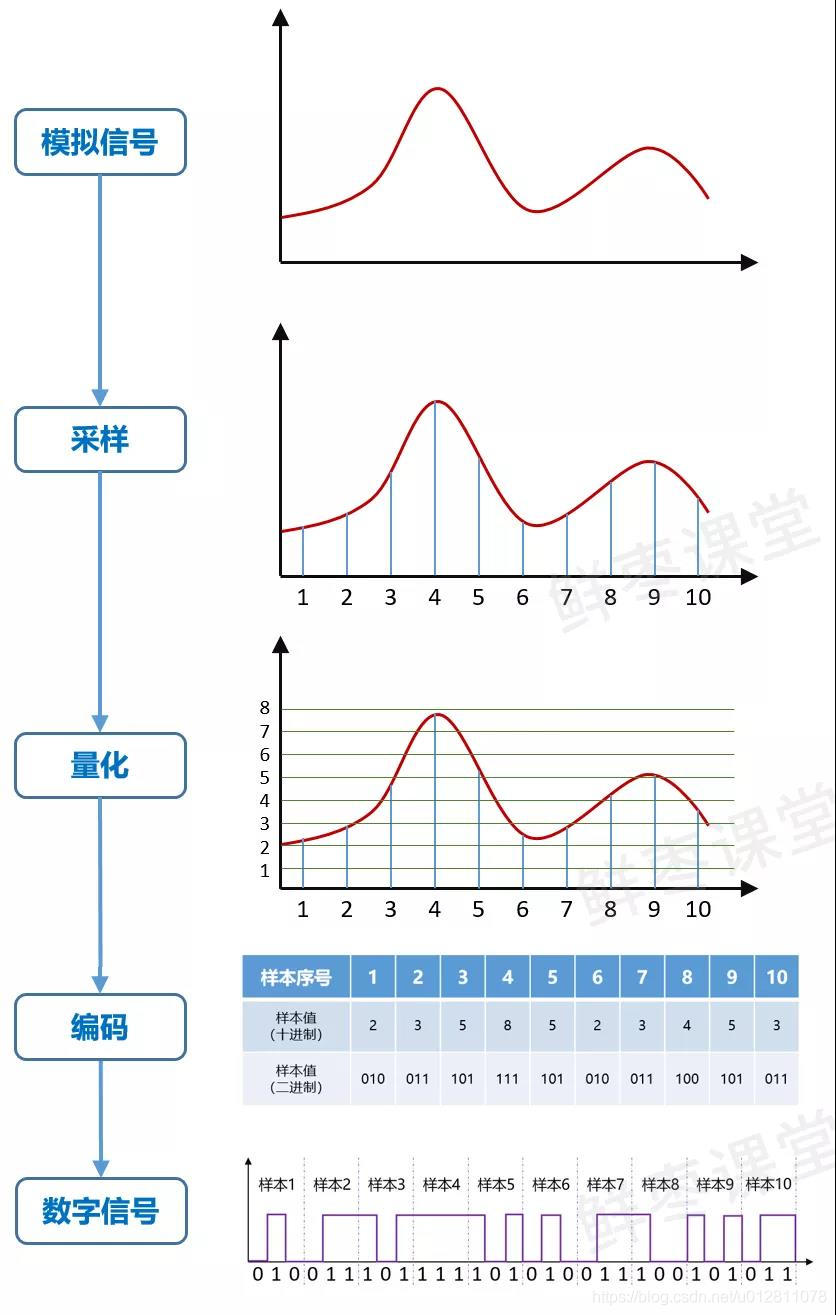 模拟信号
采样
鲜枣课堂
1 2 3 4 5 6 7 8 9 10
8
7
6
5
4
3
2
1
量化
鲜枣课堂
1 2 3 4 5 6 7 8 9 10
样本序号 1 2 3 4 5 6 7 8 9 10
编码
样本值
（十进制） 2 3 5 8 5 2 3 4 5 3
样本值
（二进制） 010 011 101 111 101 010 011 100 101 011
鲜枣课堂
样本1 样本2 样本3 样本4 样本5 样本6 样本7 样本8 样本9 样本10
数字信号
0 1 0 0 1 1 1 0 1 1 1 1 1 0 1 0 1 0 0 1 1 1 0 0 1 0 1 0 1 1
https://blog.csdn.net/u012811078